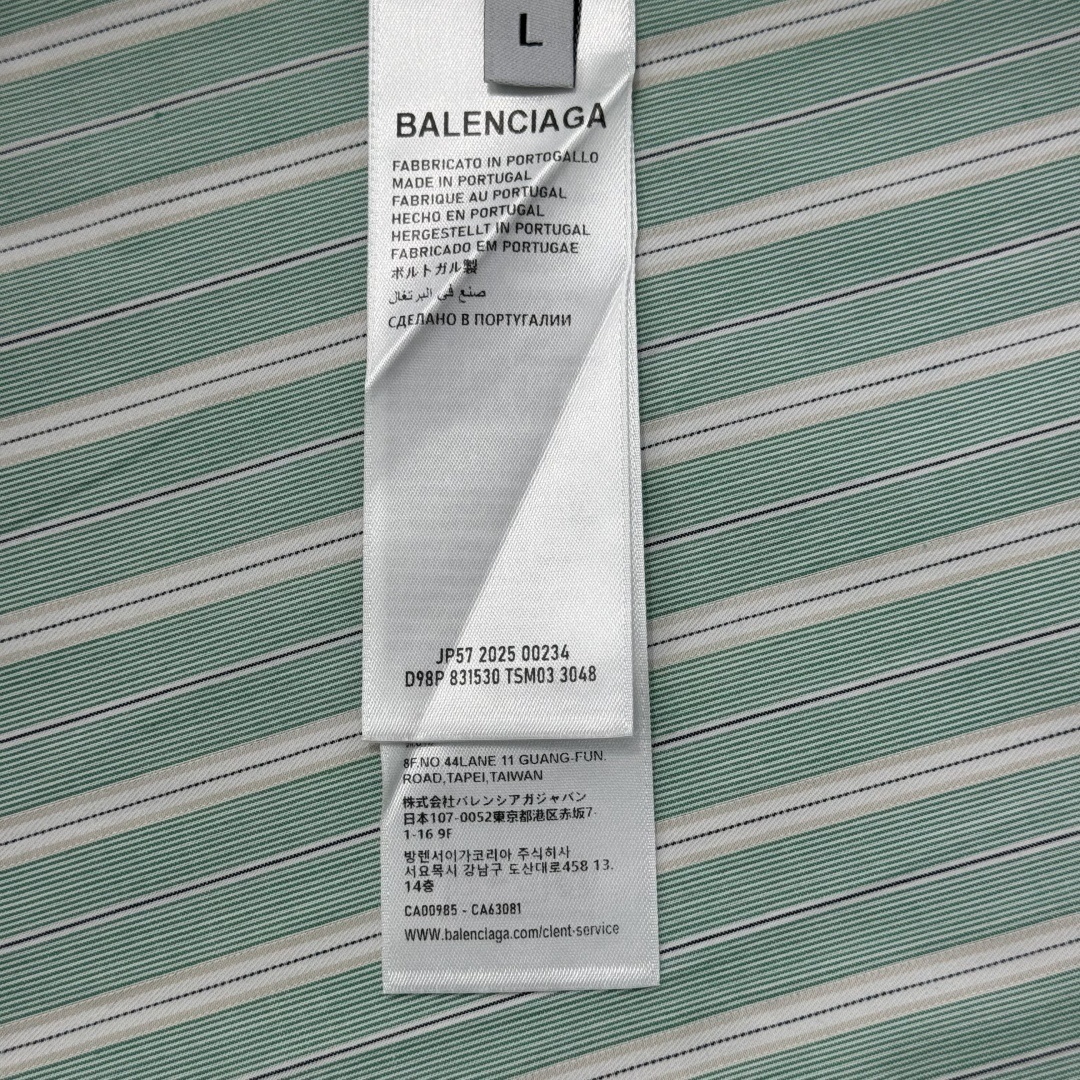 L
BALENCIAGA
FABBRICATO IN PORTOGALLO
MADE IN PORTUGAL
FABRIQUE AU PORTUGAL
HECHO EN PORTUGAL
HERGESTELLT IN PORTUGAL
FABRICADO EM PORTUGAE
ポルトガル製
صنع في البرتغال
СДЕЛАНО В ПОРТУГАЛИИ
JP57 2025 00234
D98P 831530 TSM03 3048
8F.NO.44LANE 11 GUANG-FUN.
ROAD,TAPEI,TAIWAN
株式会社バレンシアガジャパン
日本107-0052東京都港区赤坂7-
1-16 9F
방렌서이가코리아 주식히사
서요목시 강남구 도산대로458 13.
14층
CA00985 - CA63081
WWW.balenciaga.com/clent-service